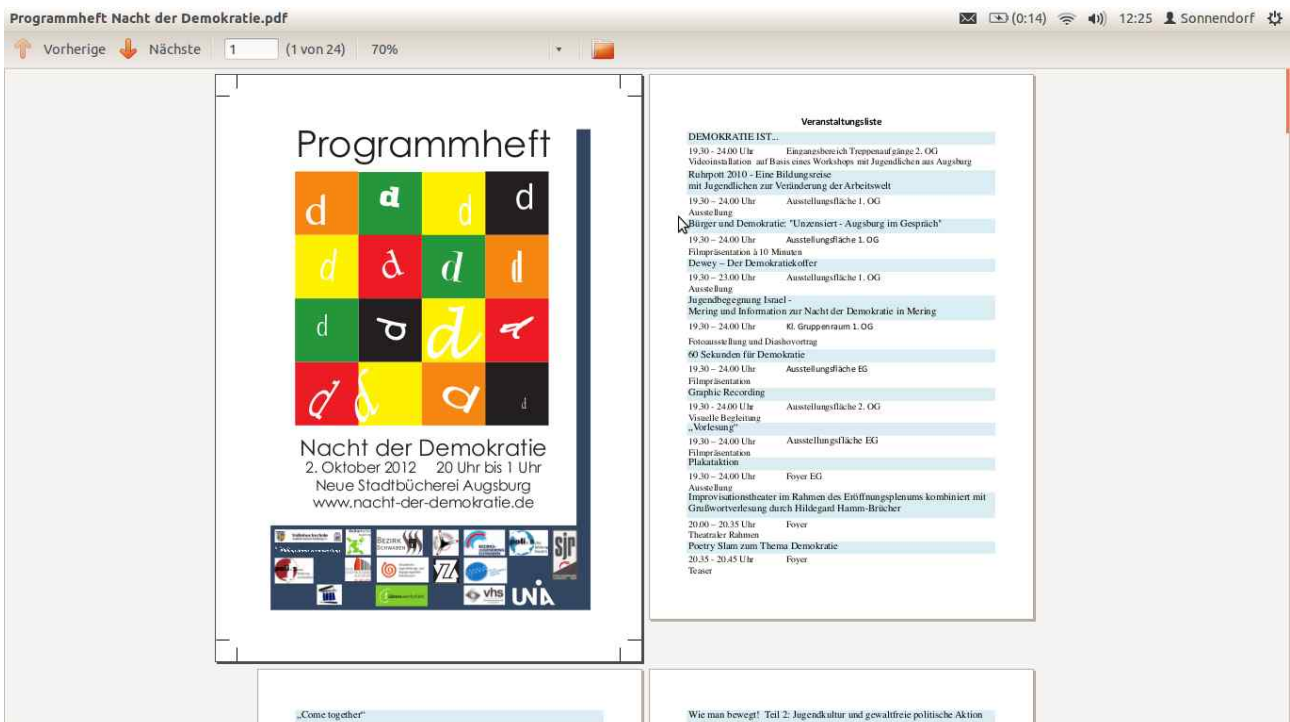 Programmheft Nacht der Demokratie.pdf
(0:14) 12:25 Sonnendorf
Vorherige Nächste 1 (1 von 24) 70%
Programmheft
d a d d
d d d d
d d d d
d d d d
Nacht der Demokratie
2. Oktober 2012 20 Uhr bis 1 Uhr
Neue Stadtbücherei Augsburg
www.nacht-der-demokratie.de
BEZIRK
SCHWABEN
sjr
vhs UNIA
Veranstaltungsliste
DEMOKRATIE IST...
19.30 - 24.00 Uhr Eingangsbereich Treppenaufgänge 2. OG
Videoinstallation auf Basis eines Workshops mit Jugendlichen aus Augsburg
Ruhrpott 2010 - Eine Bildungsreise
mit Jugendlichen zur Veränderung der Arbeitswelt
19.30 – 24.00 Uhr Ausstellungsfläche 1. OG
Ausstellung
Bürger und Demokratie: "Unzensiert - Augsburg im Gespräch"
19.30 – 24.00 Uhr Ausstellungsfläche 1. OG
Filmpräsentation à 10 Minuten
Dewey – Der Demokratiekoffer
19.30 – 23.00 Uhr Ausstellungsfläche 1. OG
Ausstellung
Jugendbegegnung Israel -
Mering und Information zur Nacht der Demokratie in Mering
19.30 – 24.00 Uhr Kl. Gruppenraum 1. OG
Fotoausstellung und Diashovortrag
60 Sekunden für Demokratie
19.30 – 24.00 Uhr Ausstellungsfläche EG
Filmpräsentation
Graphic Recording
19.30 - 24.00 Uhr Ausstellungsfläche 2. OG
Visuelle Begleitung
„Vorlesung“
19.30 – 24.00 Uhr Ausstellungsfläche EG
Filmpräsentation
Plakataktion
19.30 – 24.00 Uhr Foyer EG
Ausstellung
Improvisationstheater im Rahmen des Eröffnungsplenums kombiniert mit
Grußwortverlesung durch Hildegard Hamm-Brücher
20.00 – 20.35 Uhr Foyer
Theatraler Rahmen
Poetry Slam zum Thema Demokratie
20.35 - 20.45 Uhr Foyer
Teaser
„Come together“
Wie man bewegt! Teil 2: Jugendkultur und gewaltfreie politische Aktion